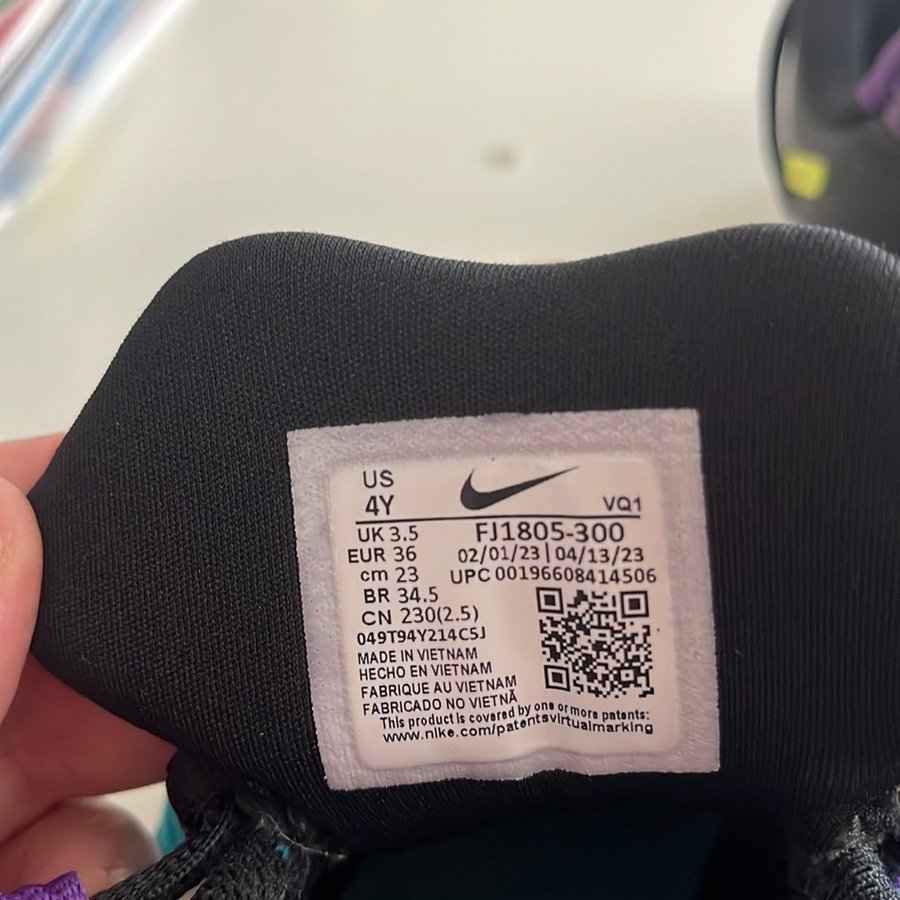 US
4Y
VQ1
UK 3.5
FJ1805-300
EUR 36
02/01/23 | 04/13/23
cm 23
UPC 00196608414506
BR 34.5
CN 230(2.5)
049T94Y214C5J
MADE IN VIETNAM
HECHO EN VIETNAM
FABRIQUE AU VIETNAM
FABRICADO NO VIETNÃ
This product is covered by one or more patents:
www.nike.com/patentsvirtualmarking